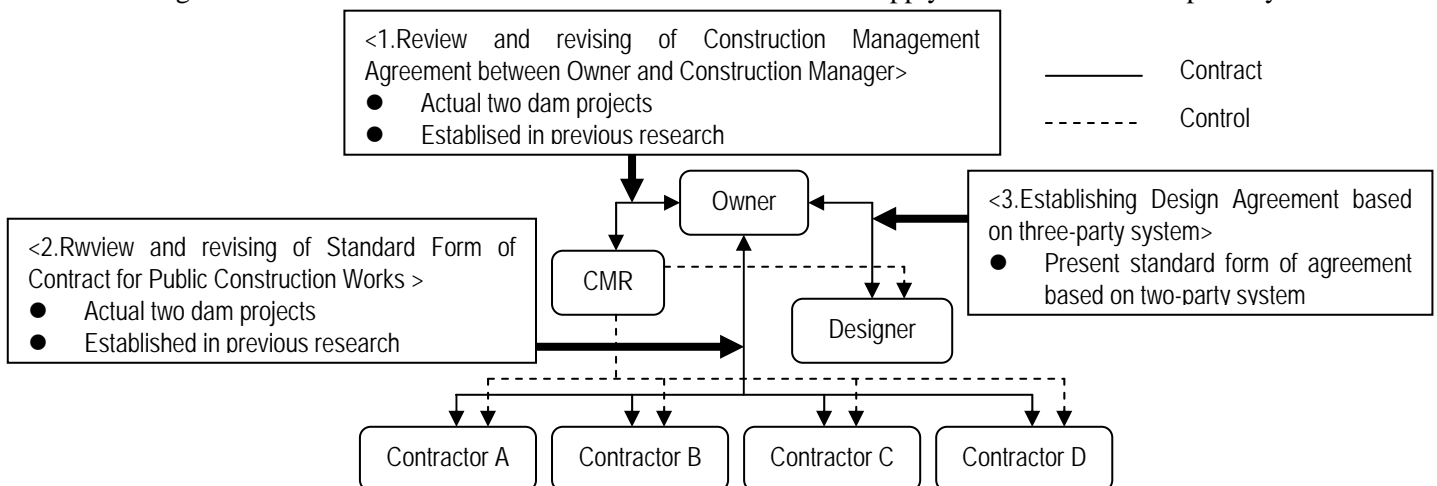 <1.Review and revising of Construction Management
Agreement between Owner and Construction Manager>
● Actual two dam projects
● Establised in previous research
Contract
Control
Owner
<3.Establishing Design Agreement based
on three-party system>
● Present standard form of agreement
based on two-party system
<2.Rwview and revising of Standard Form of
Contract for Public Construction Works >
● Actual two dam projects
● Established in previous research
CMR
Designer
Contractor A
Contractor B
Contractor C
Contractor D